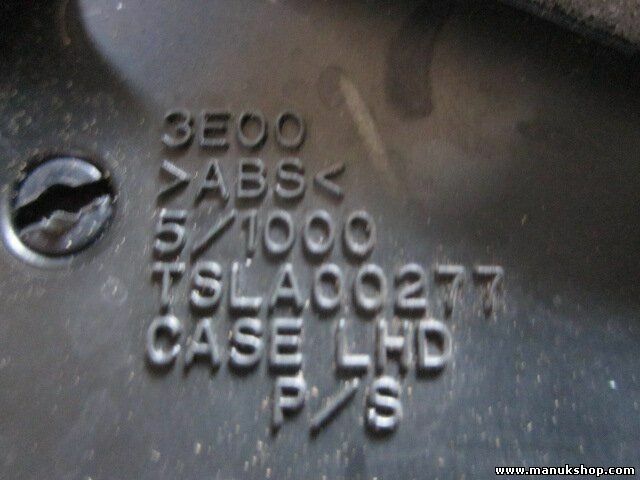 3E00
>ABS<
5/1000
TSLA00277
CASE LHD
P/S
www.manukshop.com